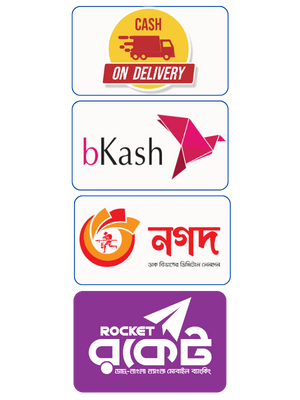 CASH
ON DELIVERY
bKash
নগদ
ডাক বিভাগের ডিজিটাল লেনদেন
ROCKET
রকেট
ডাচ্-বাংলা ব্যাংক মোবাইল ব্যাংকিং